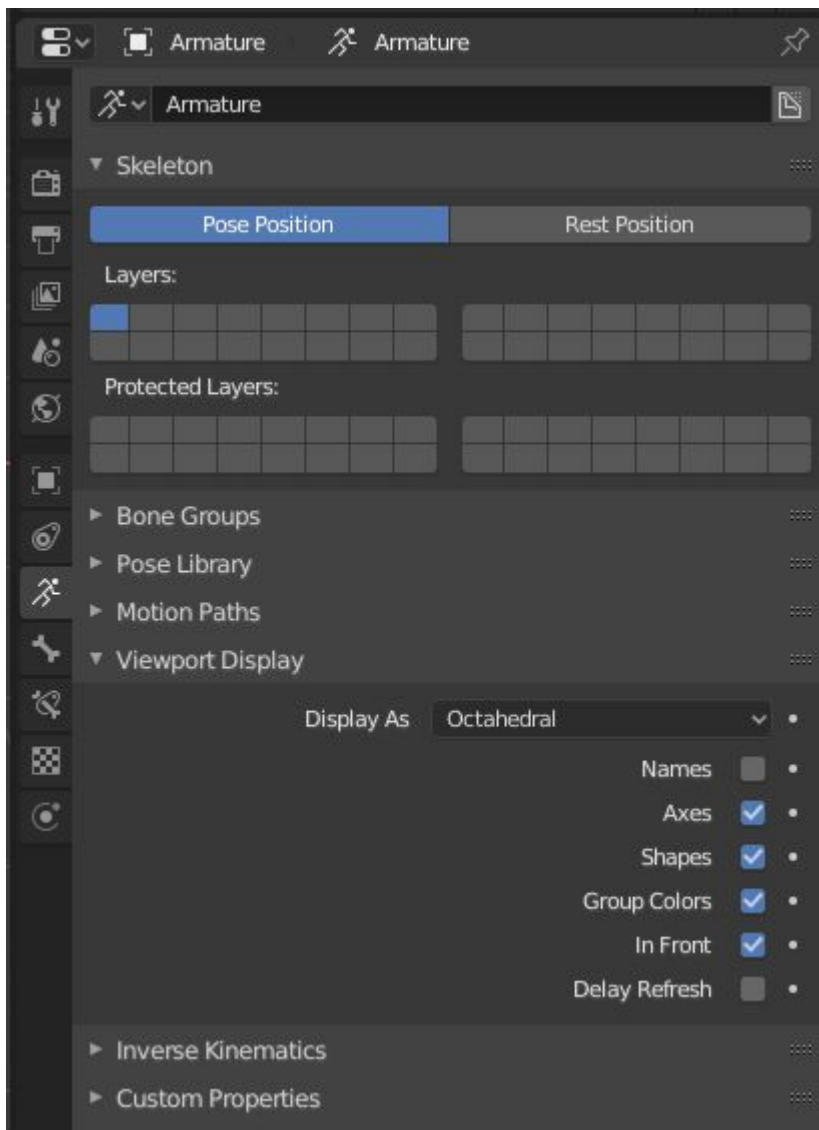 Armature Armature
Armature
Skeleton
Pose Position Rest Position
Layers:
Protected Layers:
Bone Groups
Pose Library
Motion Paths
Viewport Display
Display As Octahedral
Names
Axes
Shapes
Group Colors
In Front
Delay Refresh
Inverse Kinematics
Custom Properties